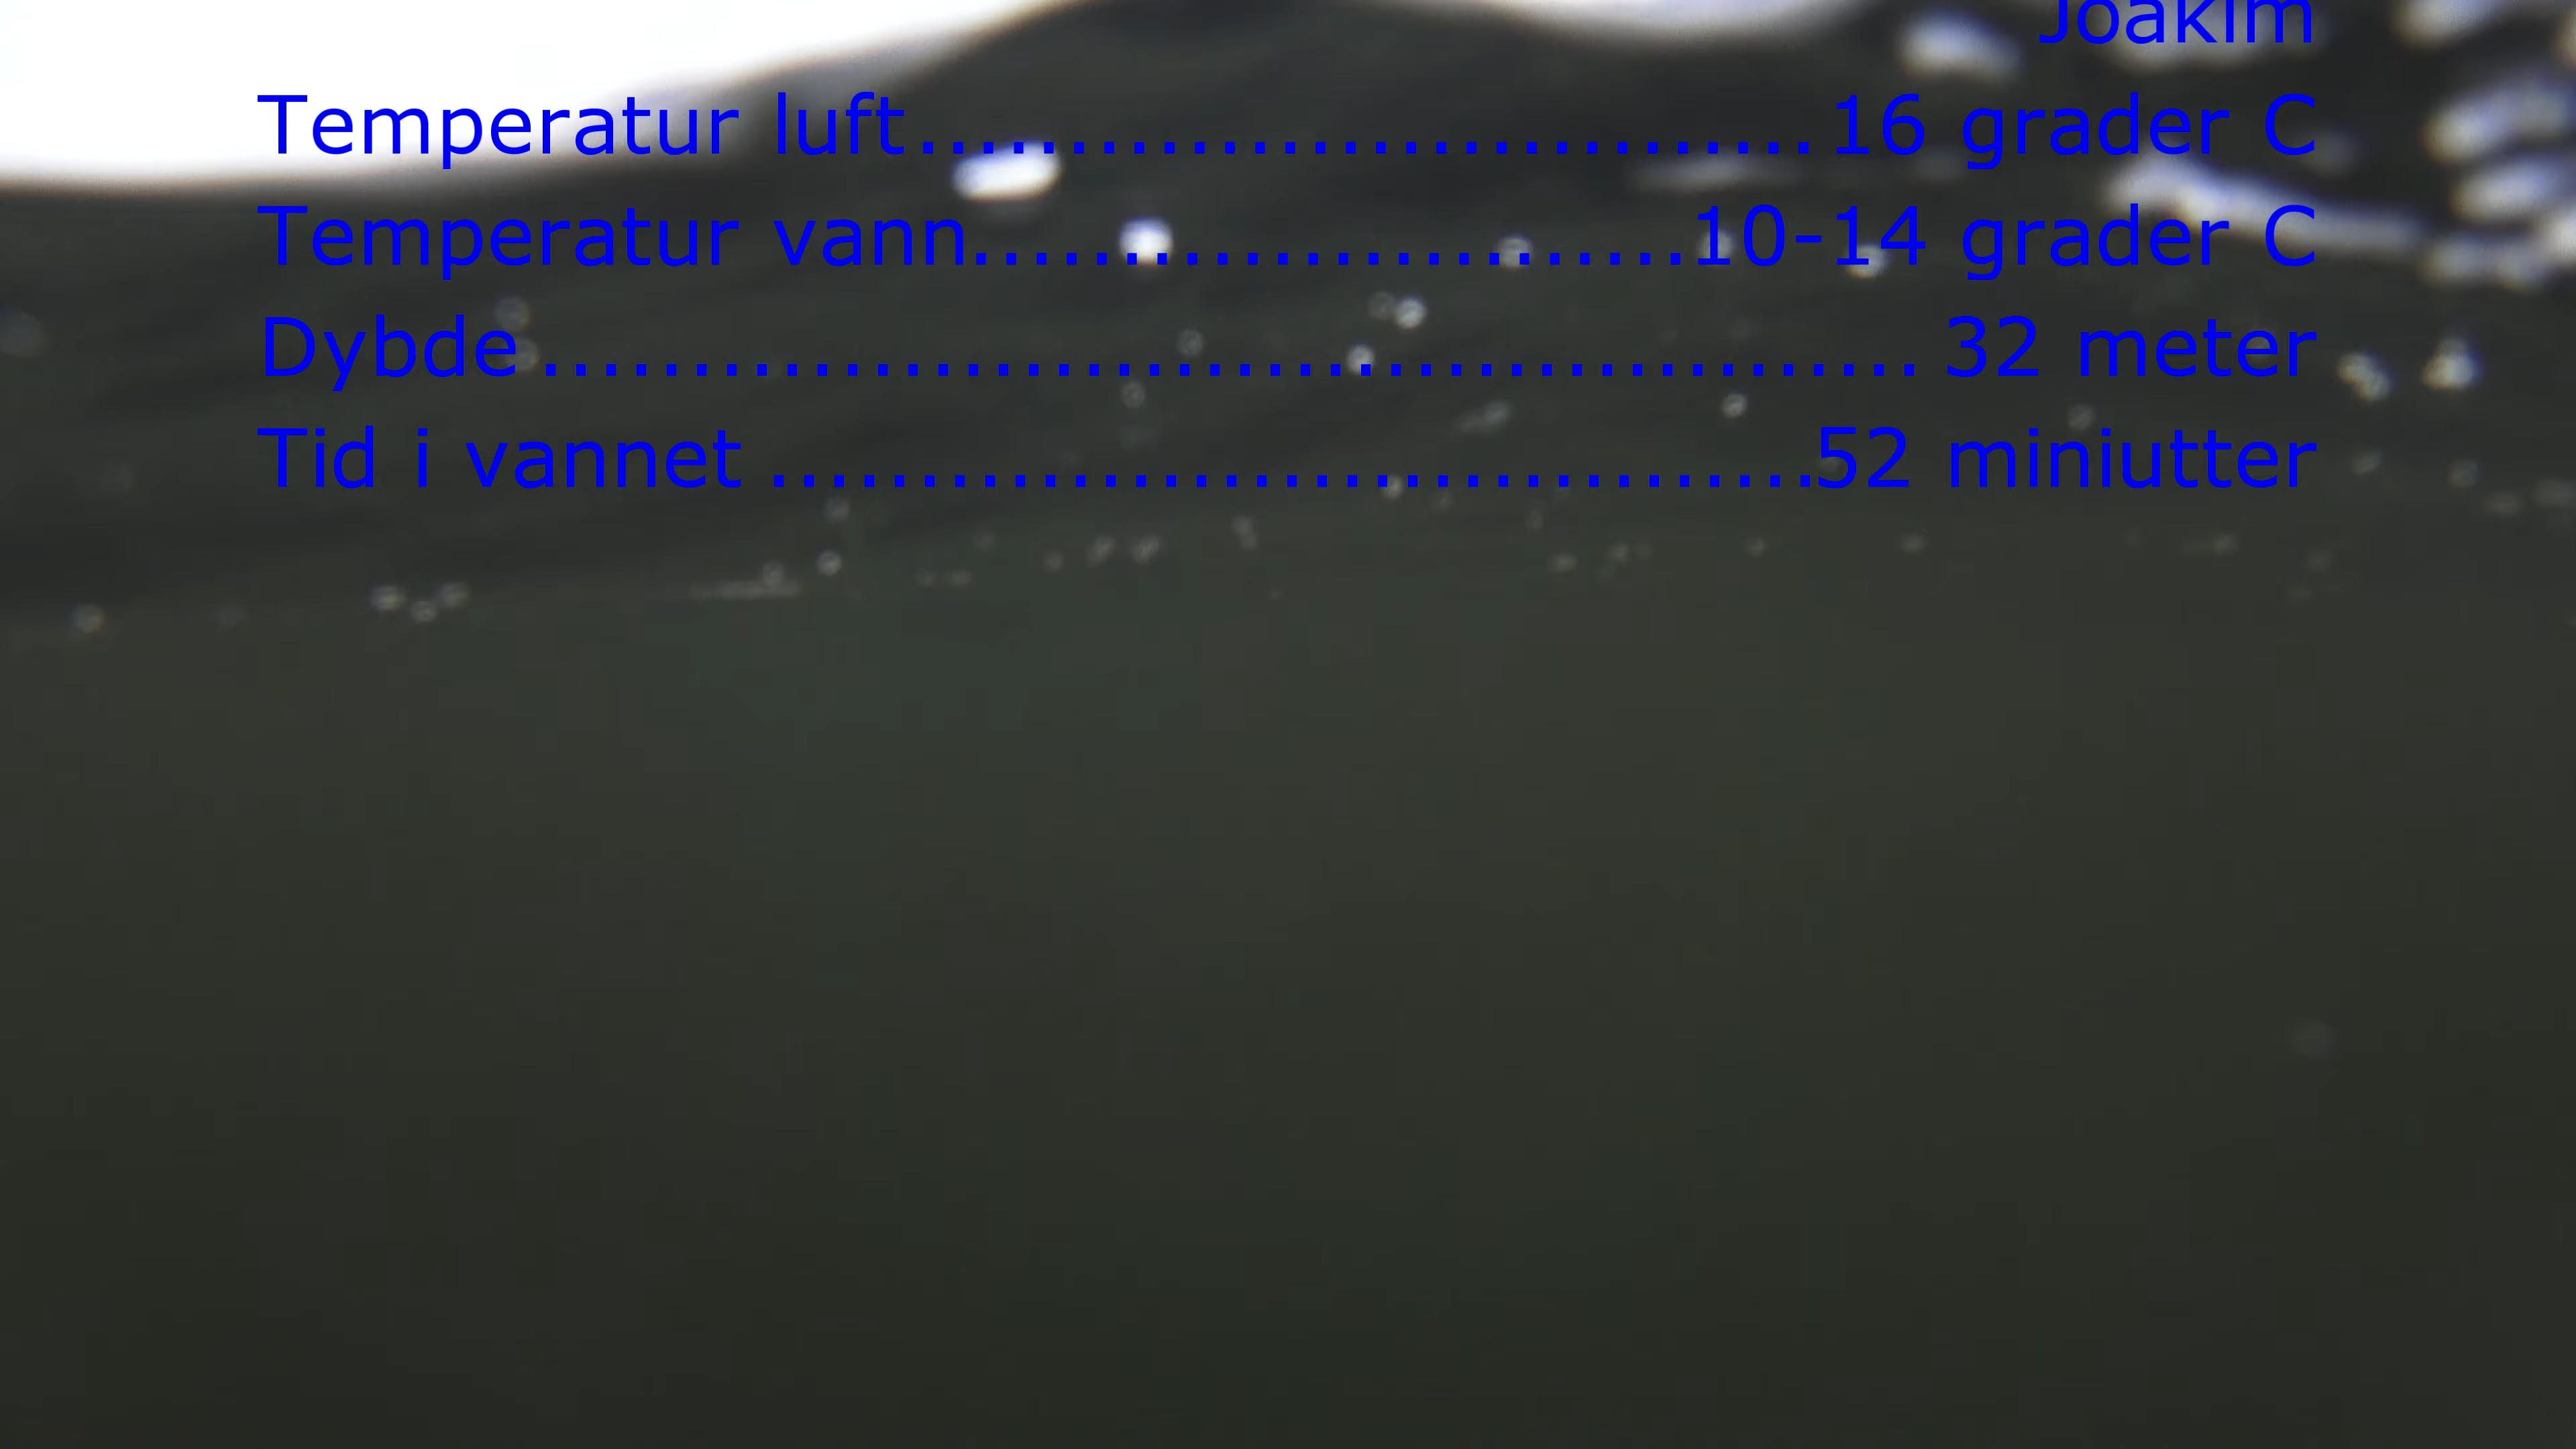 Joakim
Temperatur luft..............................16 grader C
Temperatur vann........................10-14 grader C
Dybde.............................................. 32 meter
Tid i vannet ...................................52 miniutter